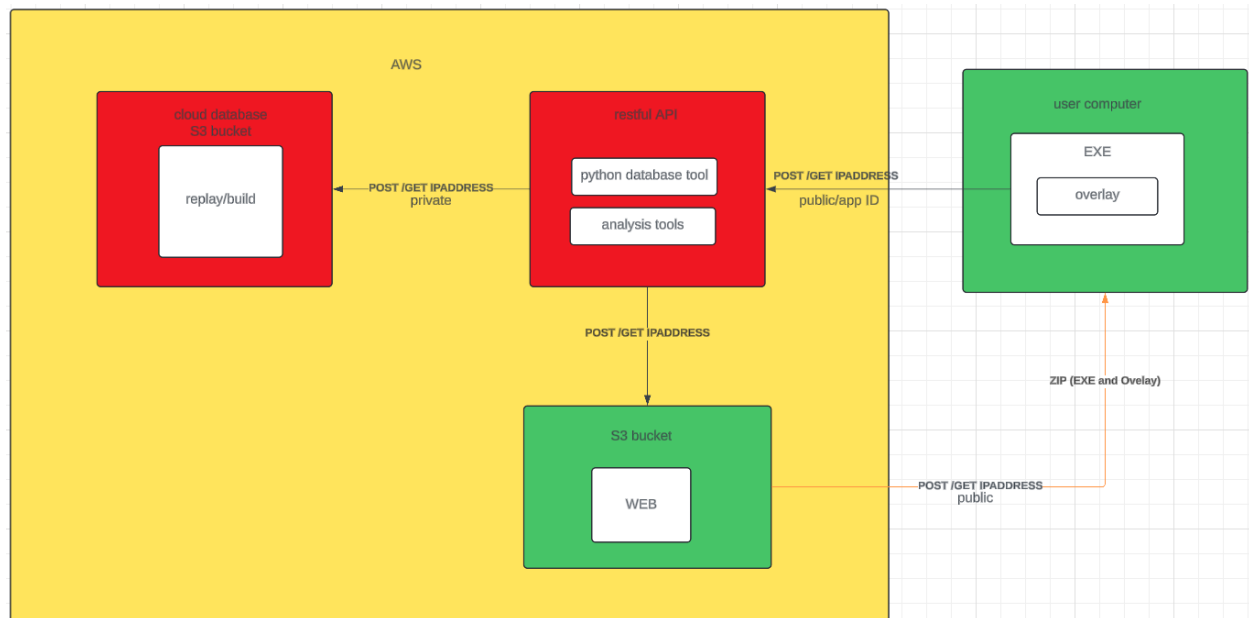 AWS
cloud database
S3 bucket
replay/build
POST /GET IPADDRESS
private
restful API
python database tool
analysis tools
POST /GET IPADDRESS
public/app ID
user computer
EXE
overlay
POST /GET IPADDRESS
ZIP (EXE and Ovelay)
S3 bucket
WEB
POST /GET IPADDRESS
public